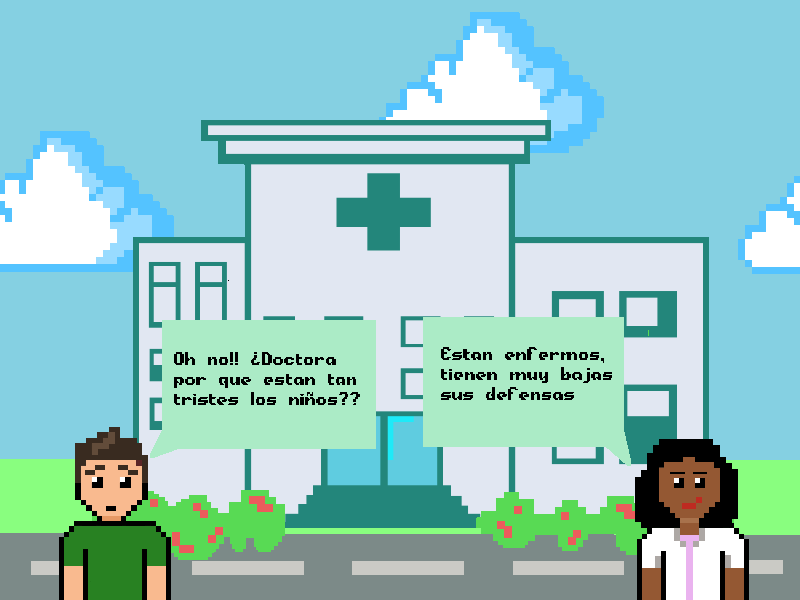 Oh no!! ¿Doctora
por que estan tan
tristes los niños??
Estan enfermos,
tienen muy bajas
sus defensas